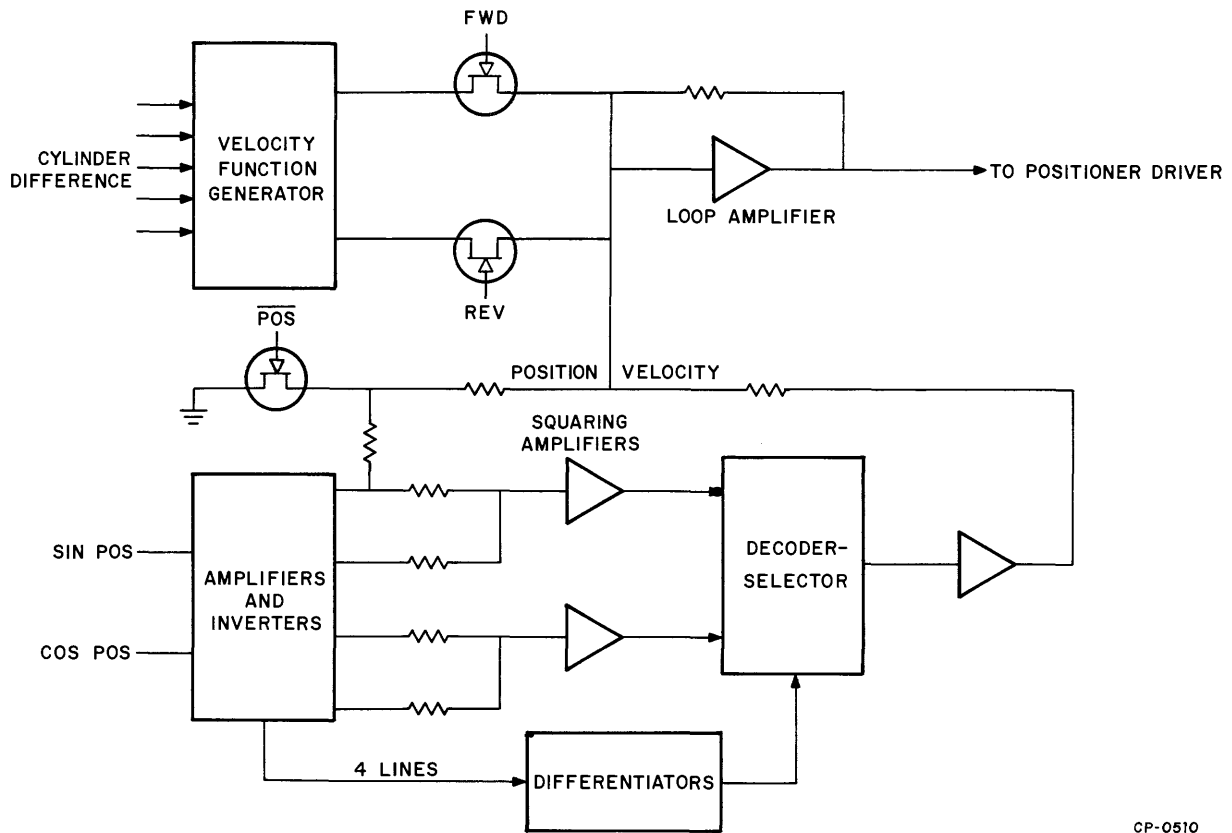 FWD
CYLINDER
DIFFERENCE
VELOCITY
FUNCTION
GENERATOR
TO POSITIONER DRIVER
LOOP AMPLIFIER
REV
POS
POSITION VELOCITY
SQUARING
AMPLIFIERS
SIN POS
COS POS
AMPLIFIERS
AND
INVERTERS
DECODER-
SELECTOR
4 LINES
DIFFERENTIATORS
CP-0510